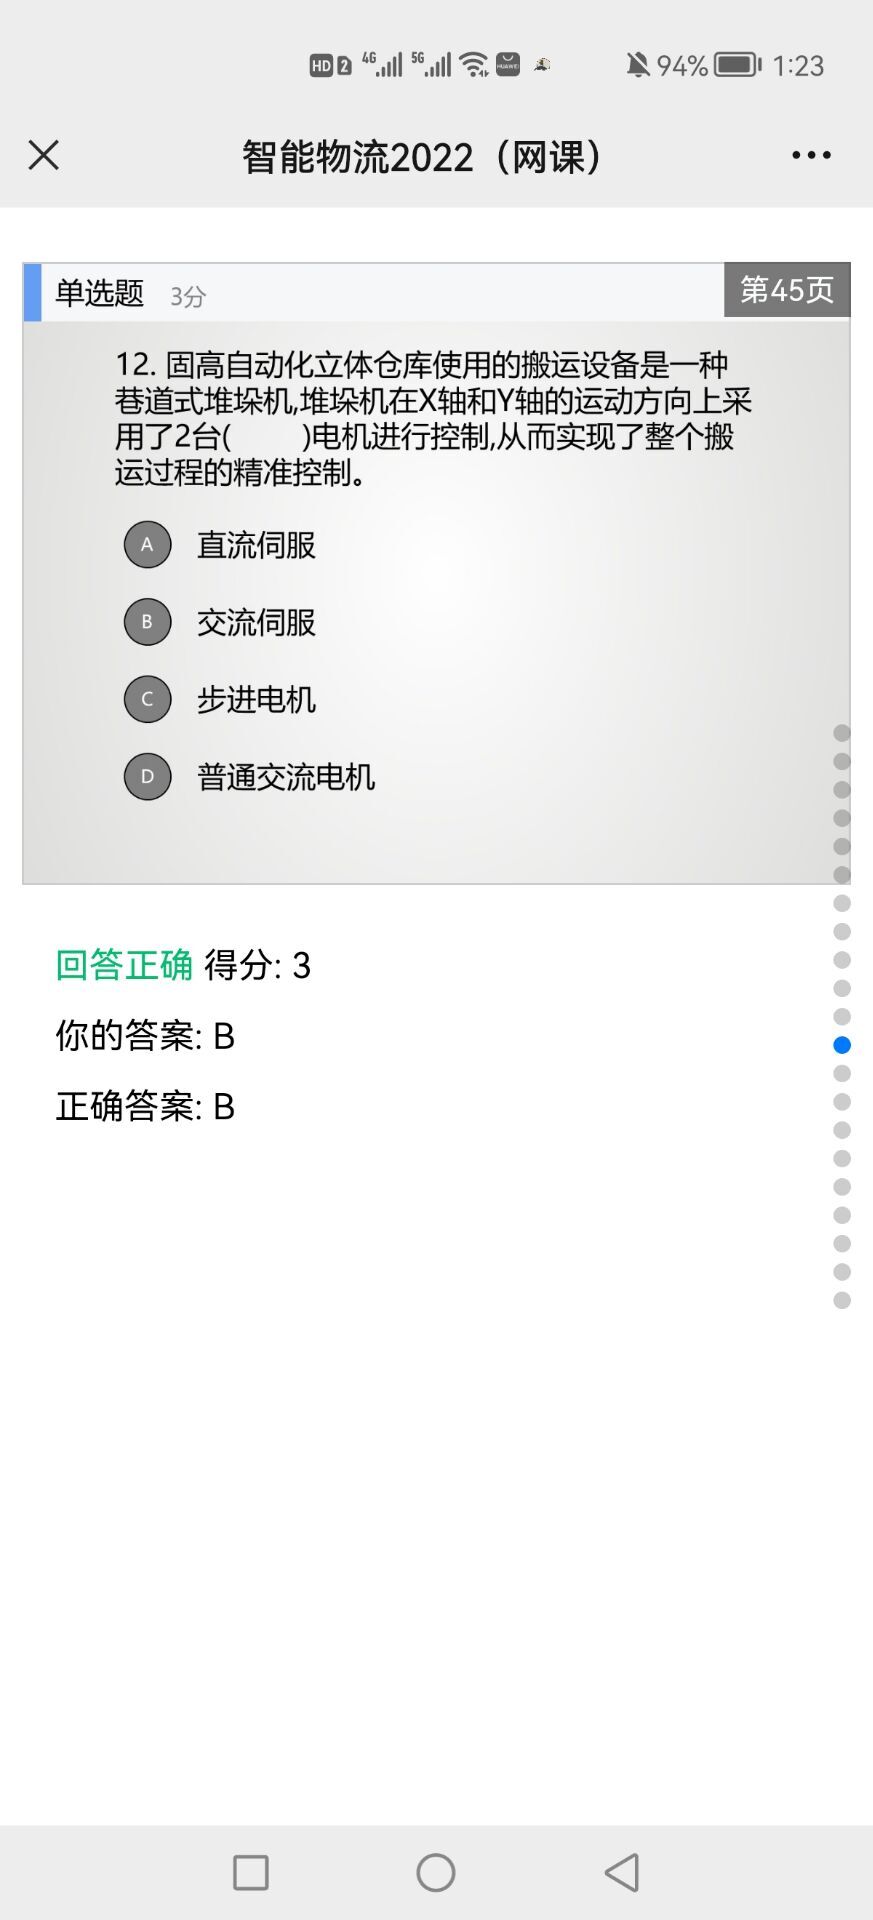 HD 2 4G 5G HUAWEI 94% 1:23
智能物流2022（网课）
单选题 3分 第45页
12. 固高自动化立体仓库使用的搬运设备是一种
巷道式堆垛机,堆垛机在X轴和Y轴的运动方向上采
用了2台( )电机进行控制,从而实现了整个搬
运过程的精准控制。
A 直流伺服
B 交流伺服
C 步进电机
D 普通交流电机
回答正确 得分: 3
你的答案: B
正确答案: B